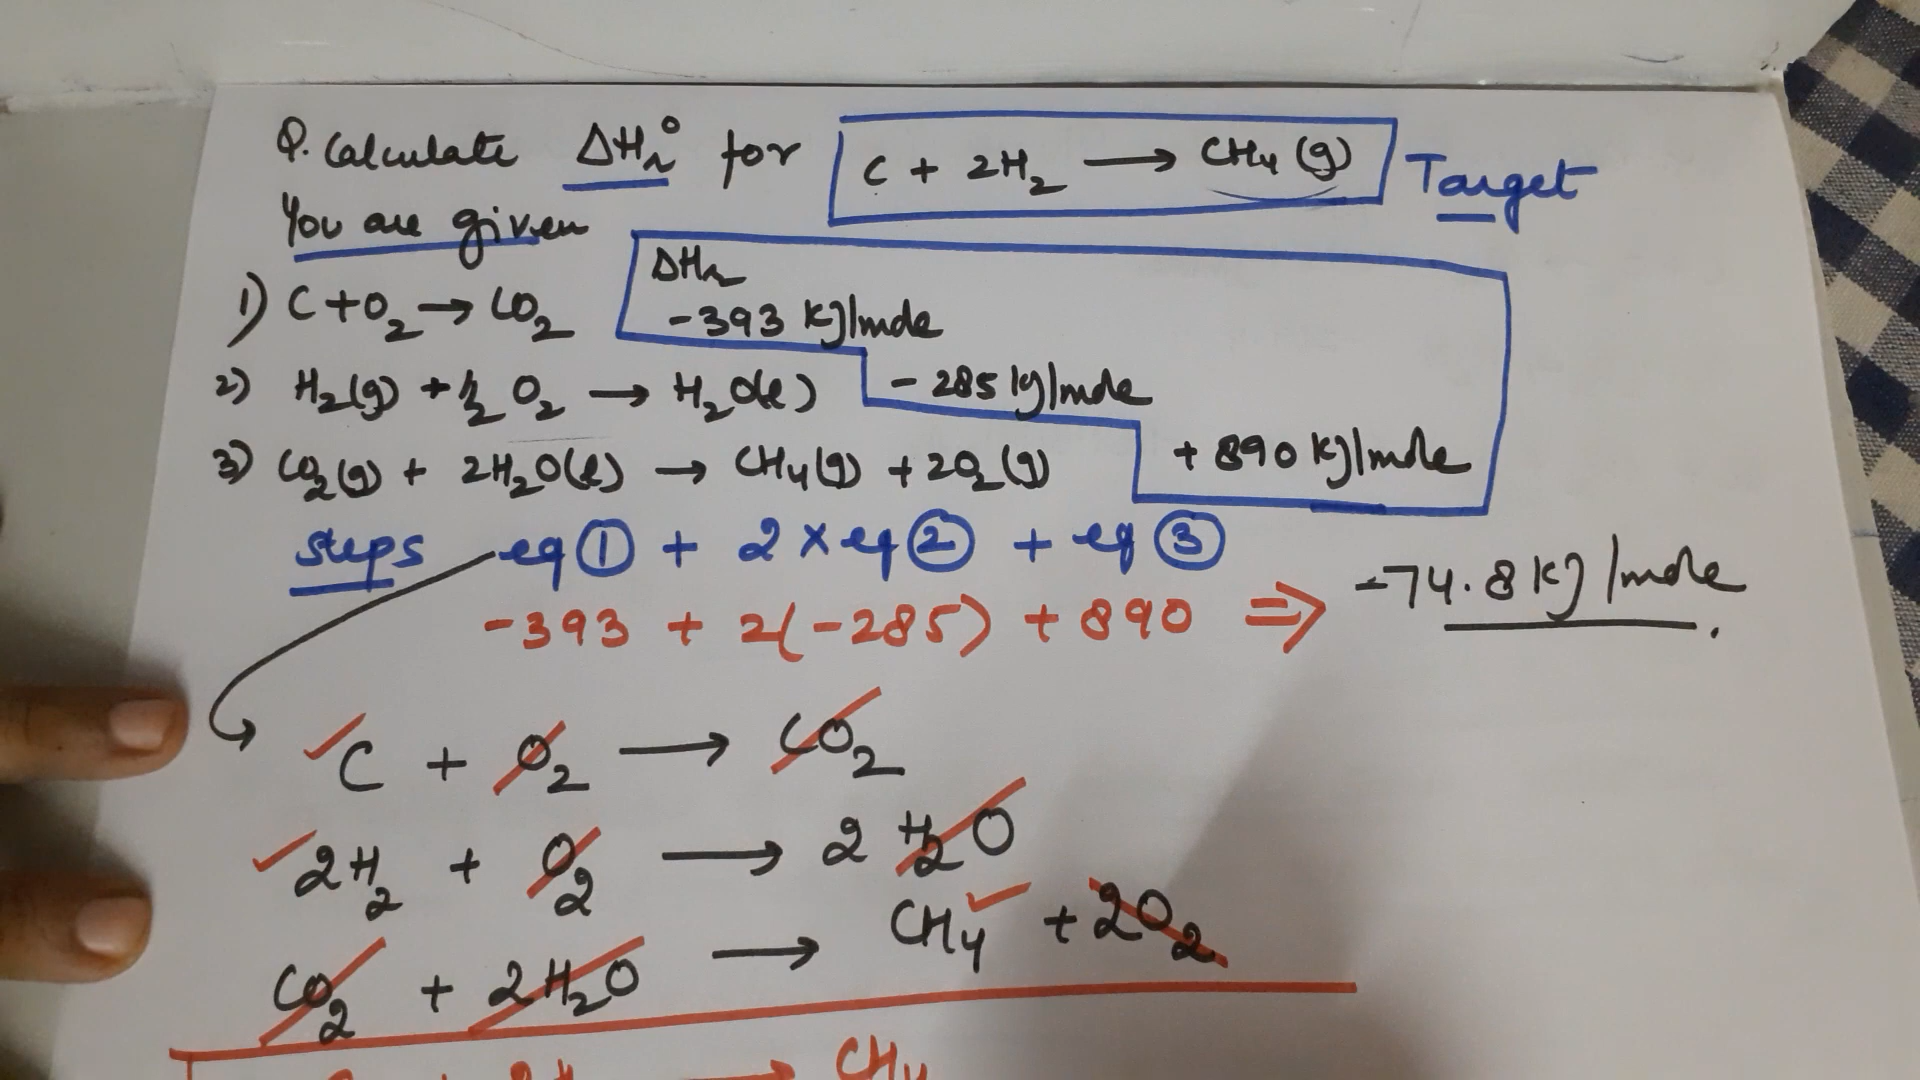 Q. Calculate ΔHr° for C + 2H₂ → CH₄ (g) Target
You are given
ΔHr
1) C + O₂ → CO₂ -393 KJ/mole
2) H₂(g) + ½ O₂ → H₂O(l) - 285 KJ/mole
3) CO₂(g) + 2H₂O(l) → CH₄(g) + 2O₂(g) + 890 KJ/mole
Steps eq ① + 2 × eq ② + eq ③
-393 + 2(-285) + 890 ⇒ -74.8 KJ/mole.
✓C + O₂ → CO₂
✓2H₂ + O₂ → 2 H₂O
CO₂ + 2H₂O → CH₄✓ + 2O₂
CH₄